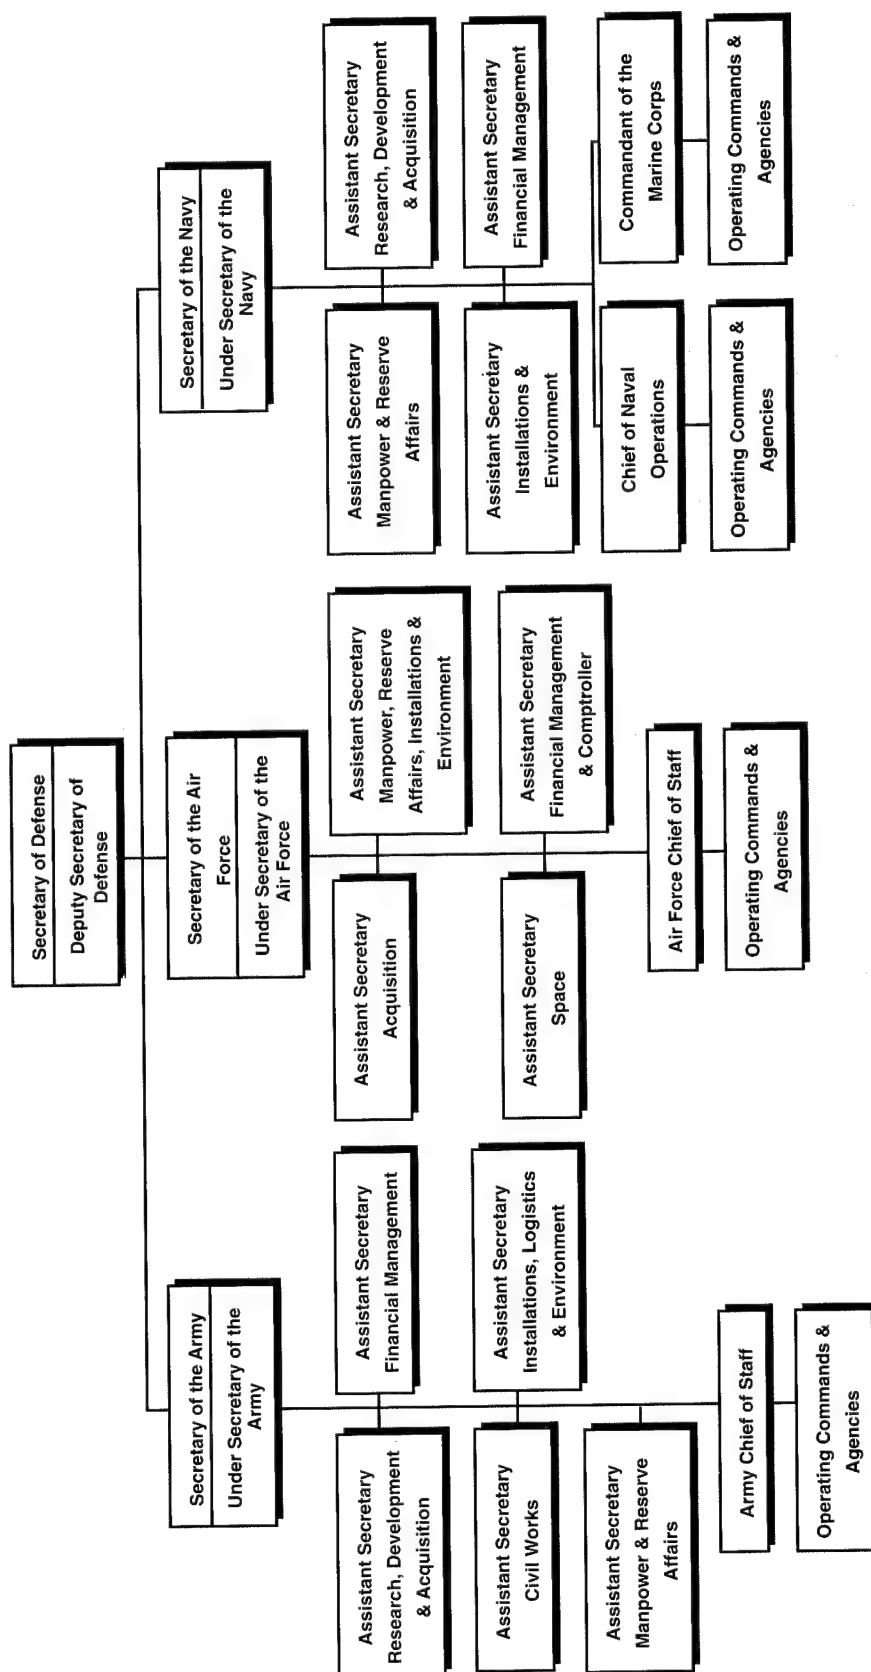 Secretary of Defense
Deputy Secretary of
Defense
Secretary of the Army
Under Secretary of the
Army
Secretary of the Air
Force
Under Secretary of the
Air Force
Secretary of the Navy
Under Secretary of the
Navy
Assistant Secretary
Research, Development
& Acquisition
Assistant Secretary
Financial Management
Assistant Secretary
Civil Works
Assistant Secretary
Installations, Logistics
& Environment
Assistant Secretary
Manpower & Reserve
Affairs
Army Chief of Staff
Operating Commands &
Agencies
Assistant Secretary
Acquisition
Assistant Secretary
Manpower, Reserve
Affairs, Installations &
Environment
Assistant Secretary
Space
Assistant Secretary
Financial Management
& Comptroller
Air Force Chief of Staff
Operating Commands &
Agencies
Assistant Secretary
Manpower & Reserve
Affairs
Assistant Secretary
Research, Development
& Acquisition
Assistant Secretary
Installations &
Environment
Assistant Secretary
Financial Management
Chief of Naval
Operations
Commandant of the
Marine Corps
Operating Commands &
Agencies
Operating Commands &
Agencies